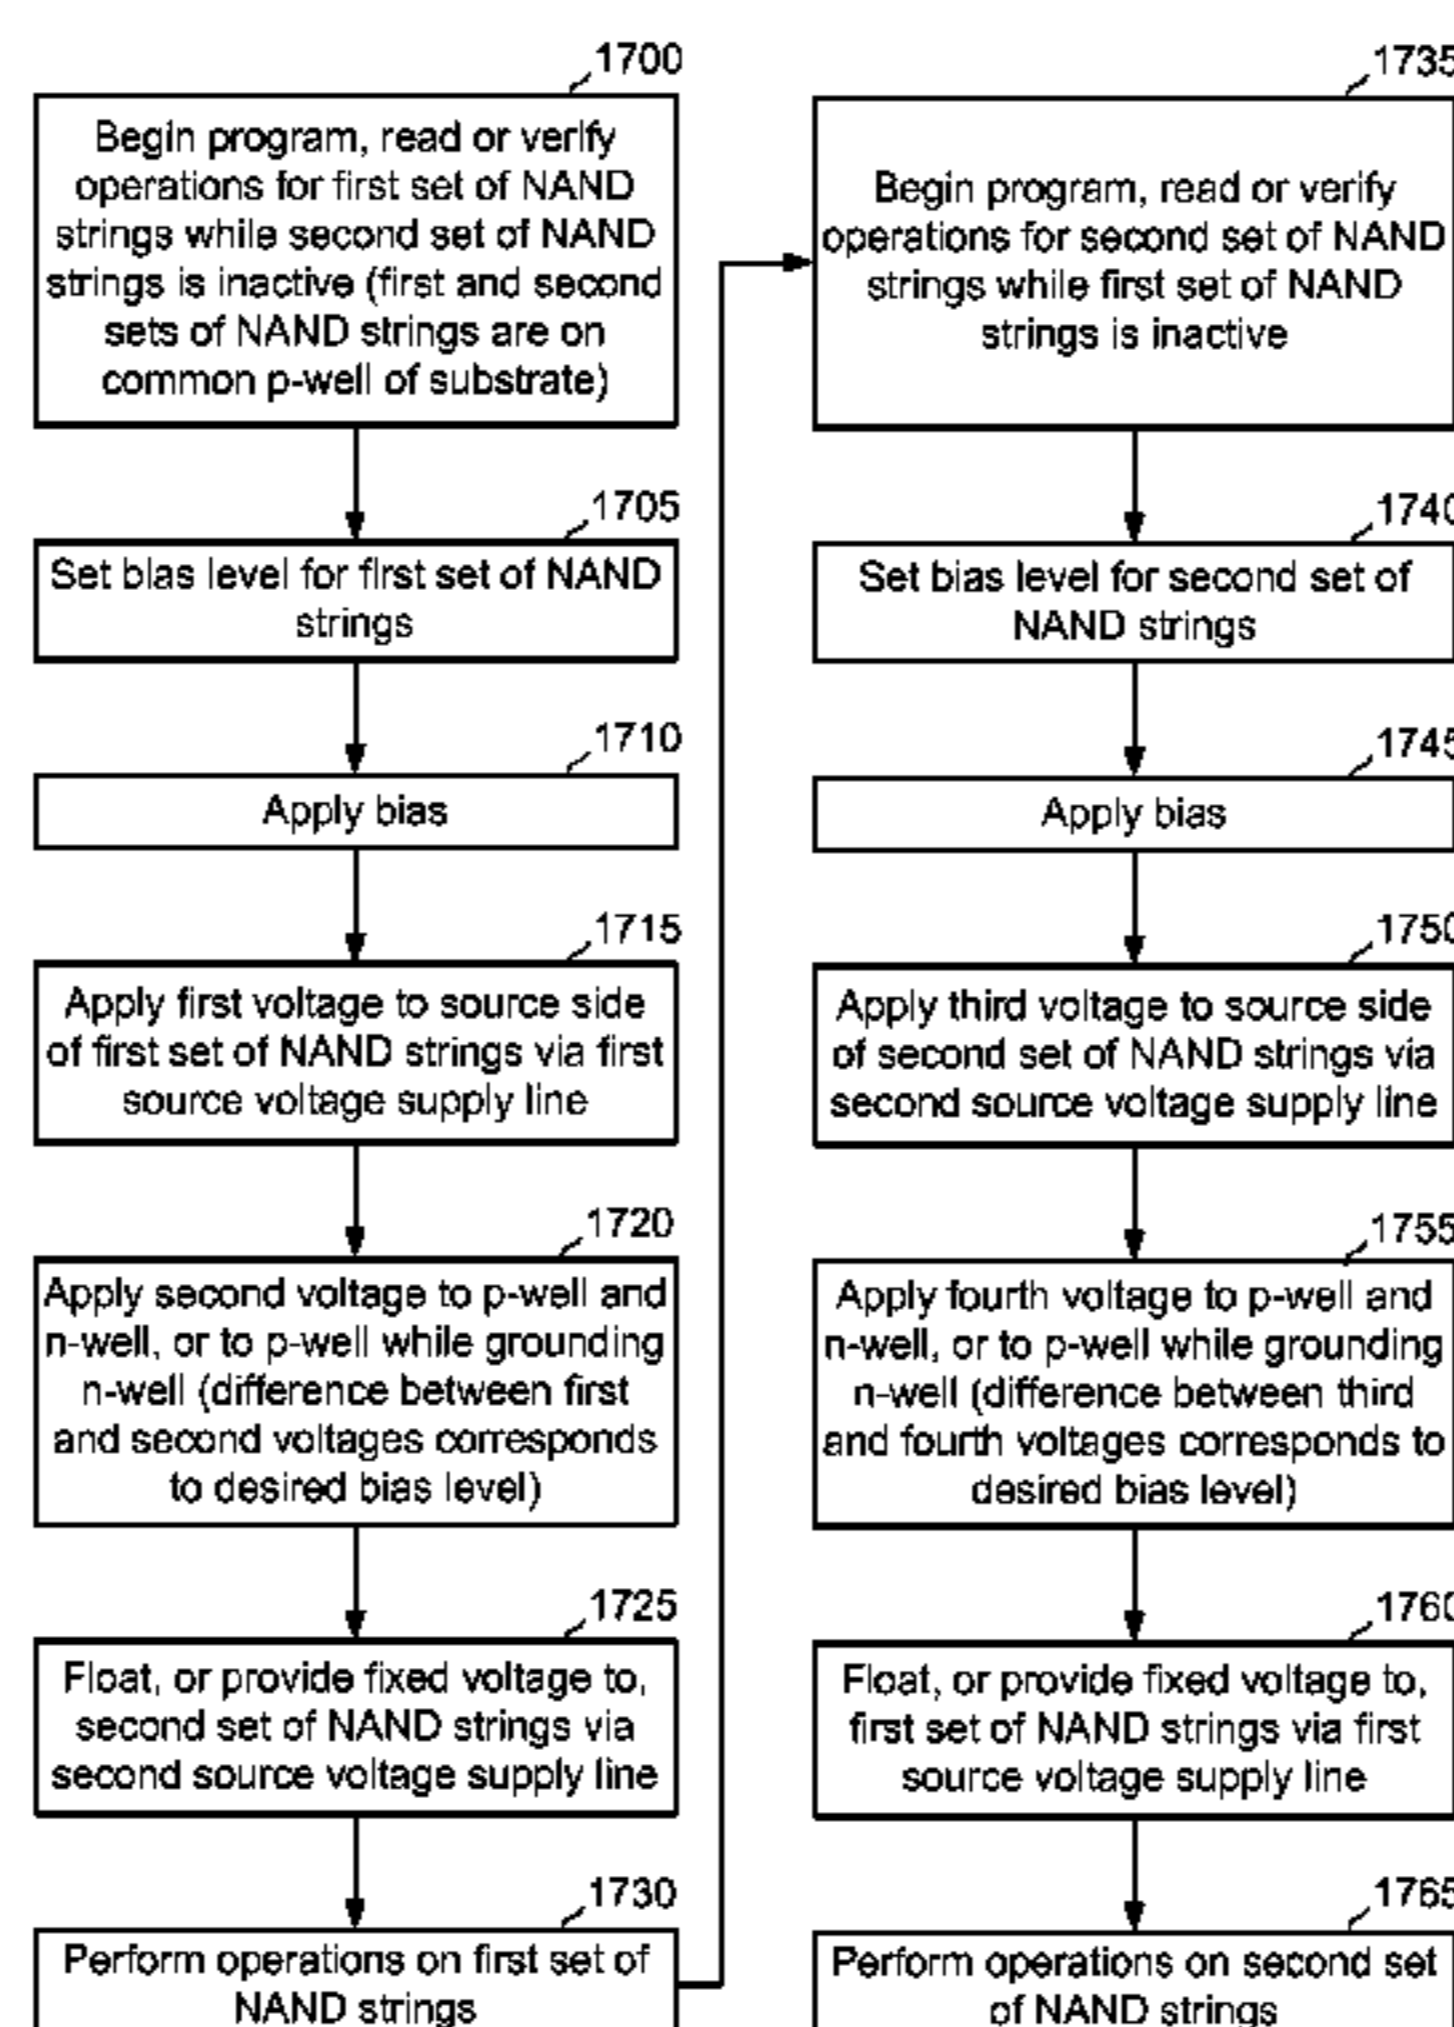 1700
Begin program, read or verify
operations for first set of NAND
strings while second set of NAND
strings is inactive (first and second
sets of NAND strings are on
common p-well of substrate)
1705
Set bias level for first set of NAND
strings
1710
Apply bias
1715
Apply first voltage to source side
of first set of NAND strings via first
source voltage supply line
1720
Apply second voltage to p-well and
n-well, or to p-well while grounding
n-well (difference between first
and second voltages corresponds
to desired bias level)
1725
Float, or provide fixed voltage to,
second set of NAND strings via
second source voltage supply line
1730
Perform operations on first set of
NAND strings
1735
Begin program, read or verify
operations for second set of NAND
strings while first set of NAND
strings is inactive
1740
Set bias level for second set of
NAND strings
1745
Apply bias
1750
Apply third voltage to source side
of second set of NAND strings via
second source voltage supply line
1755
Apply fourth voltage to p-well and
n-well, or to p-well while grounding
n-well (difference between third
and fourth voltages corresponds to
desired bias level)
1760
Float, or provide fixed voltage to,
first set of NAND strings via first
source voltage supply line
1765
Perform operations on second set
of NAND strings